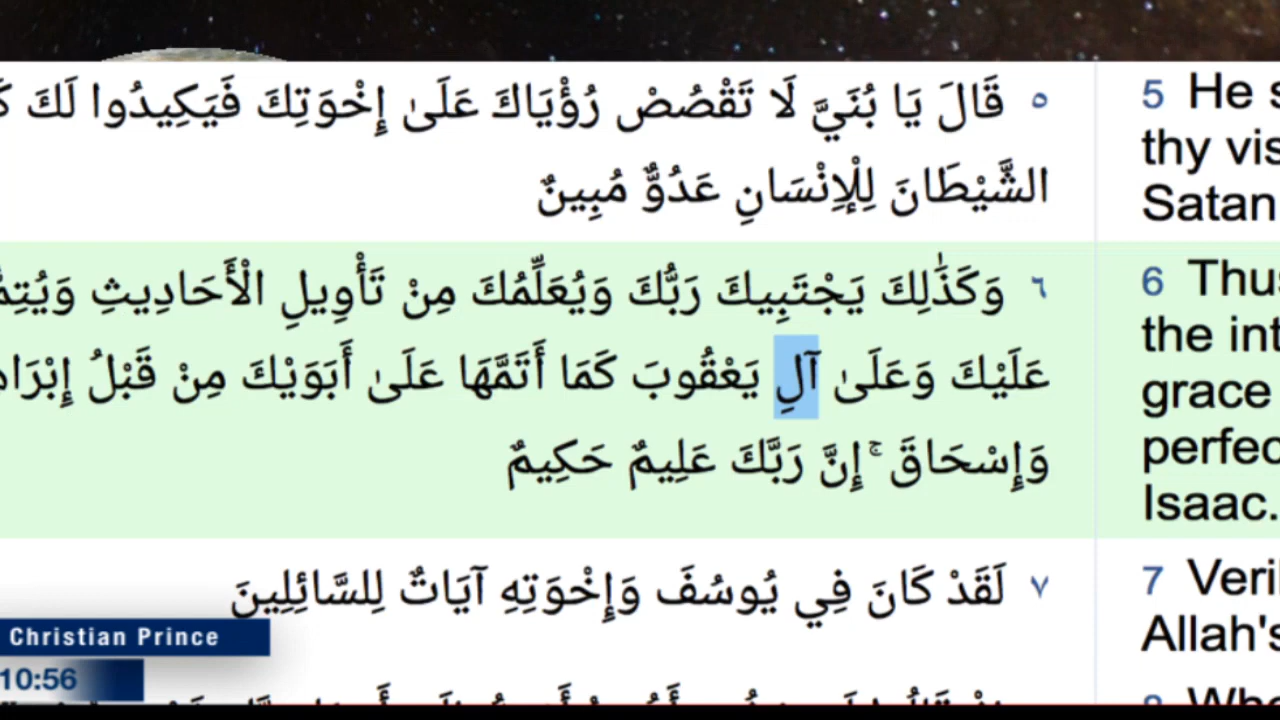 ٥ قَالَ يَا بُنَيَّ لَا تَقْصُصْ رُؤْيَاكَ عَلَىٰ إِخْوَتِكَ فَيَكِيدُوا لَكَ
الشَّيْطَانَ لِلْإِنْسَانِ عَدُوٌّ مُبِينٌ
٦ وَكَذَٰلِكَ يَجْتَبِيكَ رَبُّكَ وَيُعَلِّمُكَ مِنْ تَأْوِيلِ الْأَحَادِيثِ
عَلَيْكَ وَعَلَىٰ آلِ يَعْقُوبَ كَمَا أَتَمَّهَا عَلَىٰ أَبَوَيْكَ مِنْ قَبْلُ
وَإِسْحَاقَ ۚ إِنَّ رَبَّكَ عَلِيمٌ حَكِيمٌ
٧ لَقَدْ كَانَ فِي يُوسُفَ وَإِخْوَتِهِ آيَاتٌ لِلسَّائِلِينَ
5 He s
thy vis
Satan
6 Thus
the int
grace
perfec
Isaac.
7 Veril
Allah's
Christian Prince
10:56